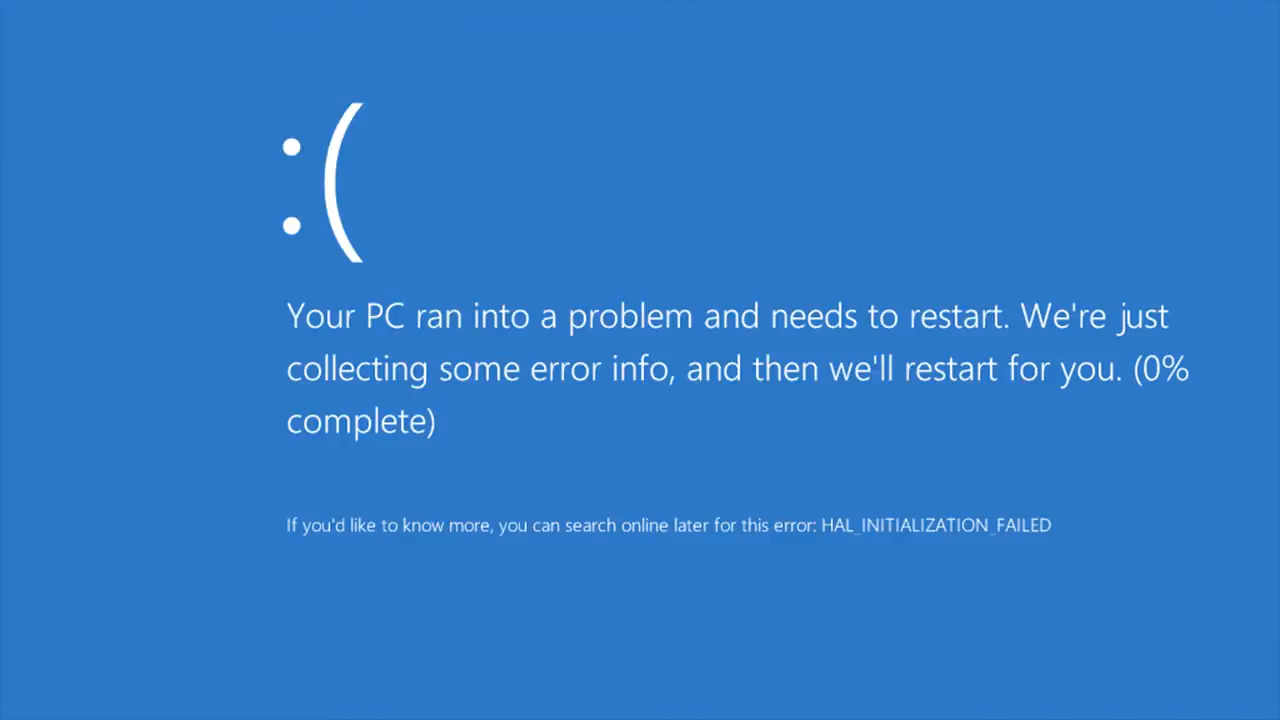 :(
Your PC ran into a problem and needs to restart. We're just
collecting some error info, and then we'll restart for you. (0%
complete)
If you'd like to know more, you can search online later for this error: HAL_INITIALIZATION_FAILED